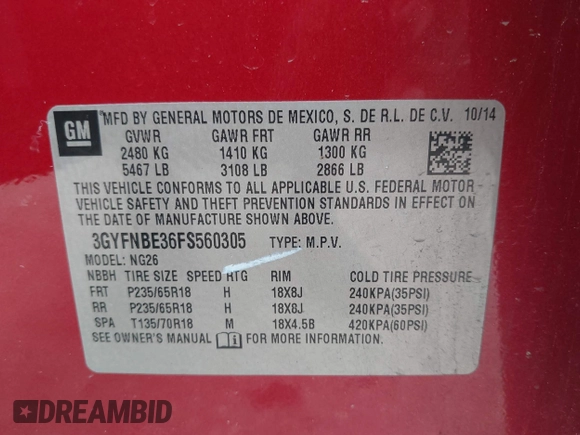 GM
MFD BY GENERAL MOTORS DE MEXICO, S. DE R.L. DE C.V. 10/14
GVWR GAWR FRT GAWR RR
2480 KG 1410 KG 1300 KG
5467 LB 3108 LB 2866 LB
THIS VEHICLE CONFORMS TO ALL APPLICABLE U.S. FEDERAL MOTOR
VEHICLE SAFETY AND THEFT PREVENTION STANDARDS IN EFFECT ON
THE DATE OF MANUFACTURE SHOWN ABOVE.
3GYFNBE36FS560305 TYPE: M.P.V.
MODEL: NG26
NBBH TIRE SIZE SPEED RTG RIM COLD TIRE PRESSURE
FRT P235/65R18 H 18X8J 240KPA(35PSI)
RR P235/65R18 H 18X8J 240KPA(35PSI)
SPA T135/70R18 M 18X4.5B 420KPA(60PSI)
SEE OWNER'S MANUAL FOR MORE INFORMATION.
DREAMBID